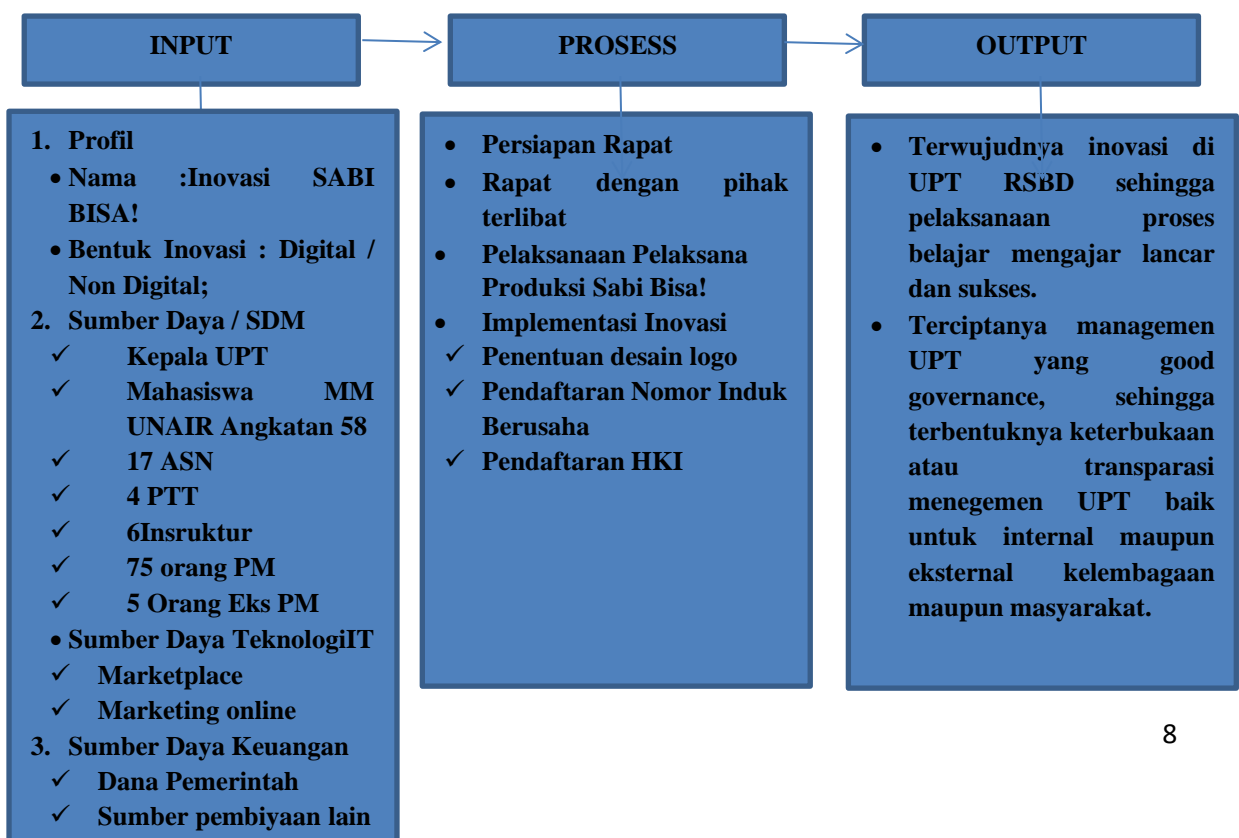 INPUT
PROSESS
OUTPUT
1. Profil
• Nama :Inovasi SABI
BISA!
• Bentuk Inovasi : Digital /
Non Digital;
2. Sumber Daya / SDM
✓ Kepala UPT
✓ Mahasiswa MM
UNAIR Angkatan 58
✓ 17 ASN
✓ 4 PTT
✓ 6Insruktur
✓ 75 orang PM
✓ 5 Orang Eks PM
• Sumber Daya TeknologiIT
✓ Marketplace
✓ Marketing online
3. Sumber Daya Keuangan
✓ Dana Pemerintah
✓ Sumber pembiyaan lain
• Persiapan Rapat
• Rapat dengan pihak
terlibat
• Pelaksanaan Pelaksana
Produksi Sabi Bisa!
• Implementasi Inovasi
✓ Penentuan desain logo
✓ Pendaftaran Nomor Induk
Berusaha
✓ Pendaftaran HKI
• Terwujudnya inovasi di
UPT RSBD sehingga
pelaksanaan proses
belajar mengajar lancar
dan sukses.
• Terciptanya managemen
UPT yang good
governance, sehingga
terbentuknya keterbukaan
atau transparasi
menegemen UPT baik
untuk internal maupun
eksternal kelembagaan
maupun masyarakat.
8